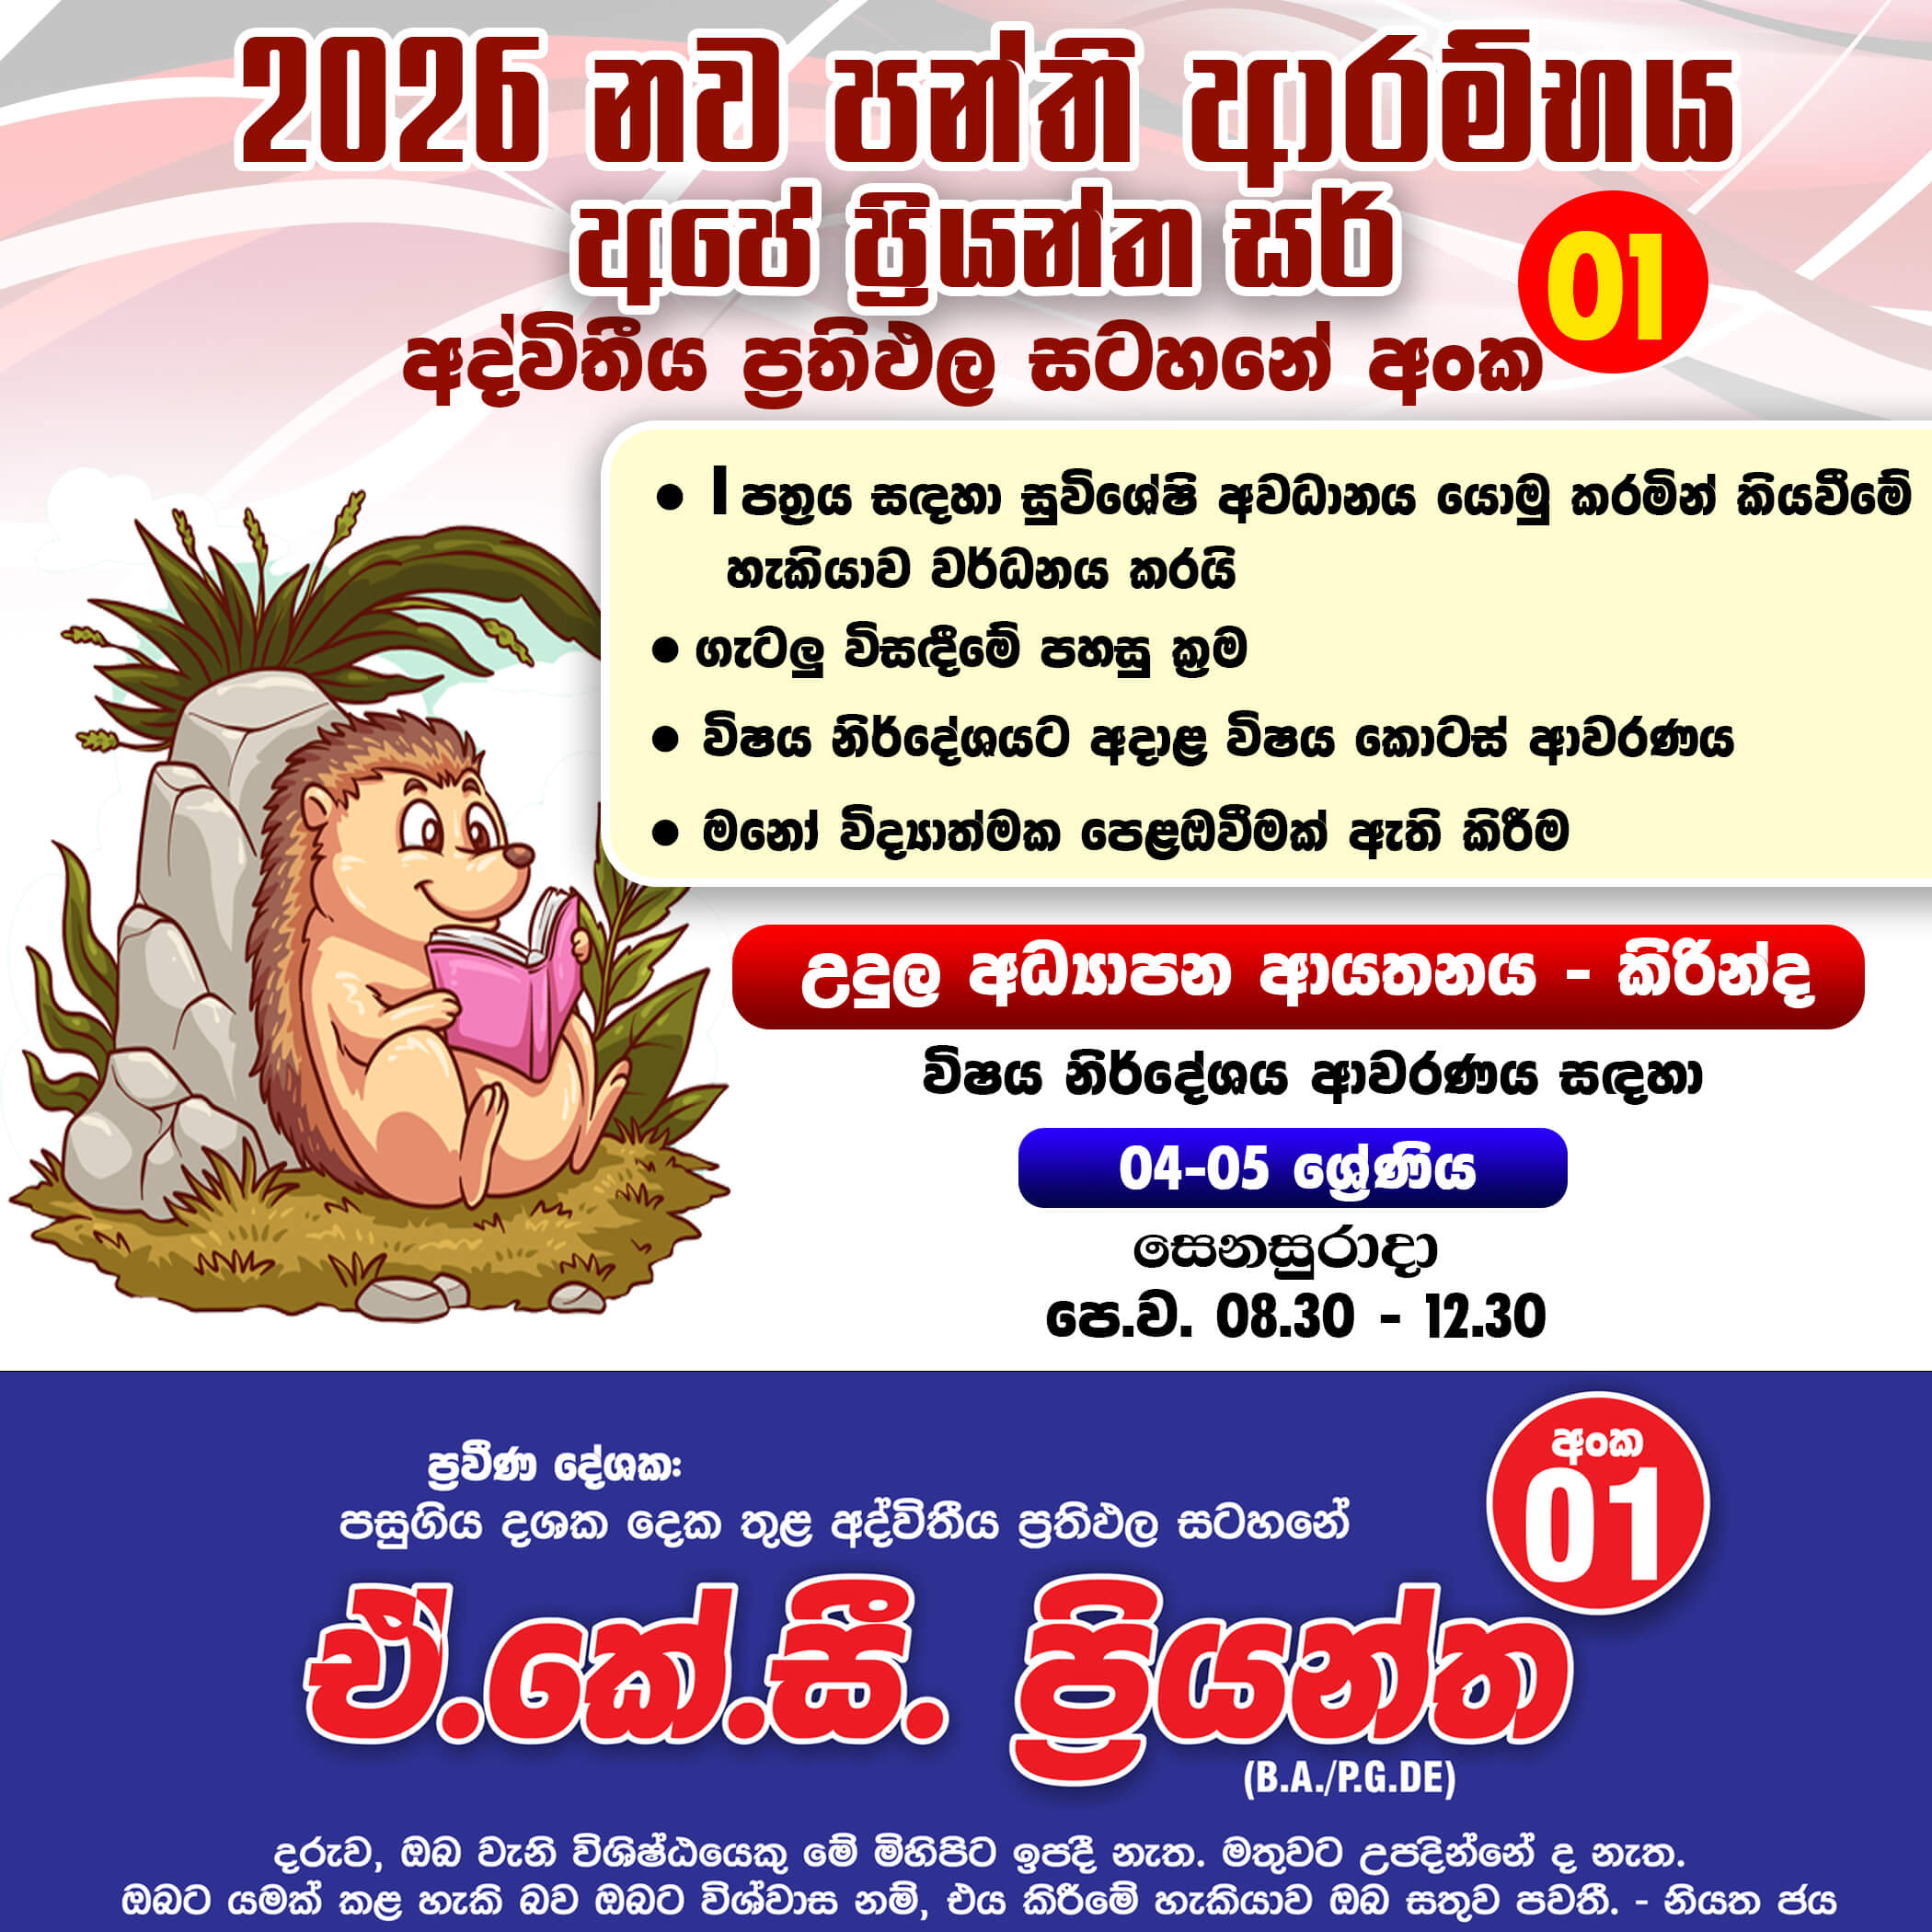 2026 නව පන්ති ආරම්භය
අපේ ප්‍රියන්ත සර්
අද්විතීය ප්‍රතිඵල සටහනේ අංක 01
• I පත්‍රය සඳහා සුවිශේෂි අවධානය යොමු කරමින් කියවීමේ
හැකියාව වර්ධනය කරයි
• ගැටලු විසඳීමේ පහසු ක්‍රම
• විෂය නිර්දේශයට අදාළ විෂය කොටස් ආවරණය
• මනෝ විද්‍යාත්මක පෙළඹවීමක් ඇති කිරීම
උදුල අධ්‍යාපන ආයතනය - කිරින්ද
විෂය නිර්දේශය ආවරණය සඳහා
04-05 ශ්‍රේණිය
සෙනසුරාදා
පෙ.ව. 08.30 - 12.30
ප්‍රවීණ දේශකඃ
පසුගිය දශක දෙක තුළ අද්විතීය ප්‍රතිඵල සටහනේ
අංක
01
ඒ.කේ.සී. ප්‍රියන්ත
(B.A./P.G.DE)
දරුව, ඔබ වැනි විශිෂ්ඨයෙකු මේ මිහිපිට ඉපදී නැත. මතුවට උපදින්නේ ද නැත.
ඔබට යමක් කළ හැකි බව ඔබට විශ්වාස නම්, එය කිරීමේ හැකියාව ඔබ සතුව පවතී. - නියත ජය